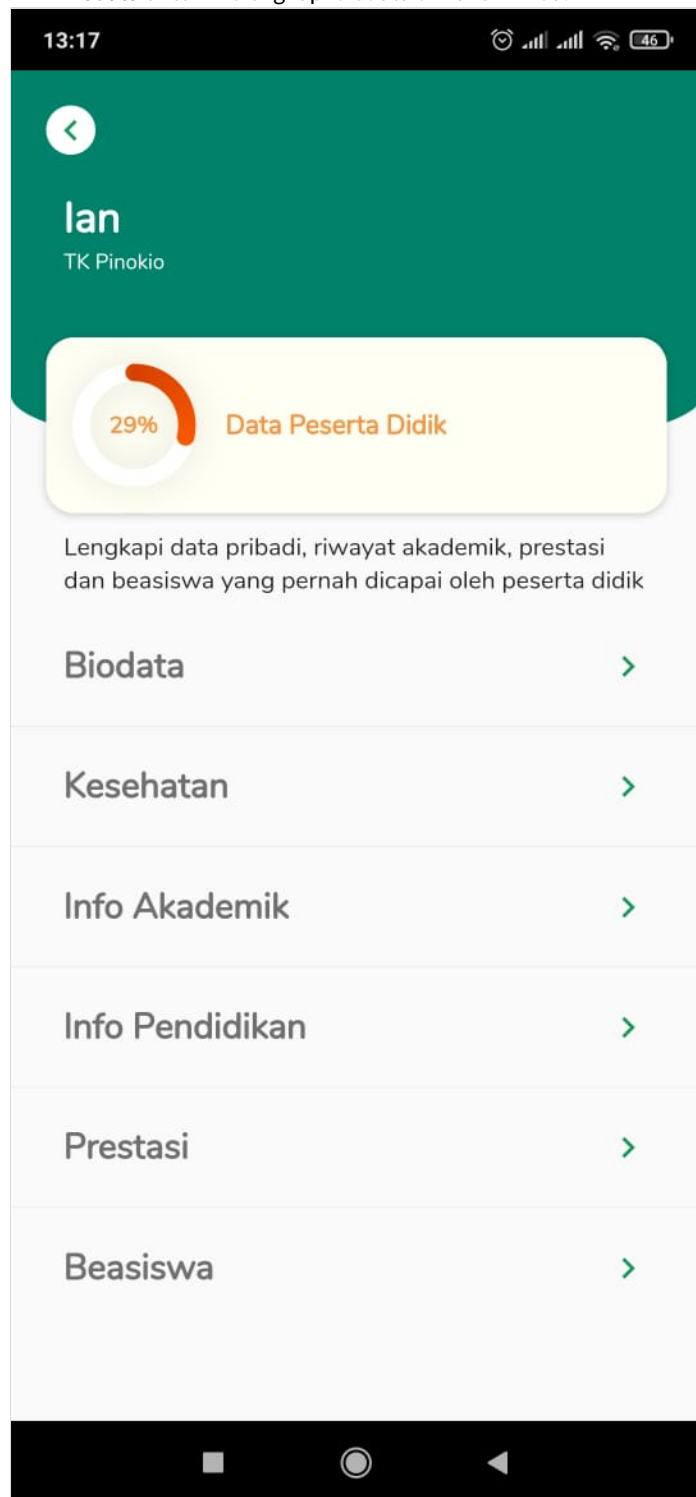 13:17
46
Ian
TK Pinokio
29%
Data Peserta Didik
Lengkapi data pribadi, riwayat akademik, prestasi
dan beasiswa yang pernah dicapai oleh peserta didik
Biodata
Kesehatan
Info Akademik
Info Pendidikan
Prestasi
Beasiswa